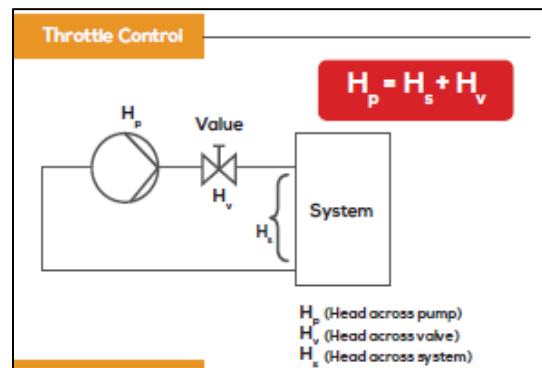 Throttle Control
Hp = Hs + Hv
Hp
Value
Hv
Hs
System
Hp (Head across pump)
Hv (Head across valve)
Hs (Head across system)